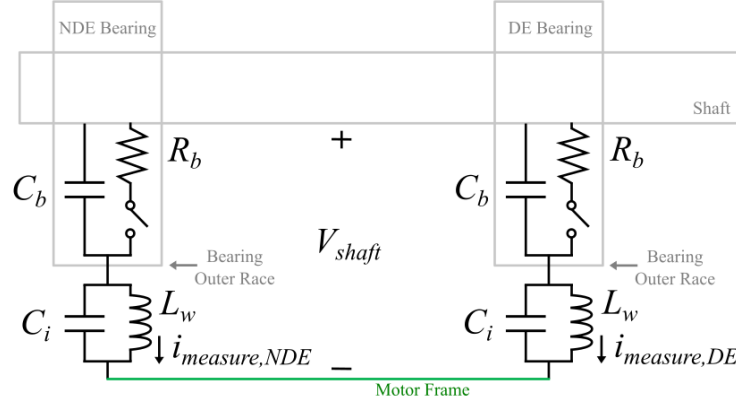 NDE Bearing
DE Bearing
Shaft
+
R_b
R_b
C_b
C_b
V_shaft
Bearing
Outer Race
Bearing
Outer Race
L_w
L_w
C_i
C_i
i_measure,NDE
i_measure,DE
−
Motor Frame